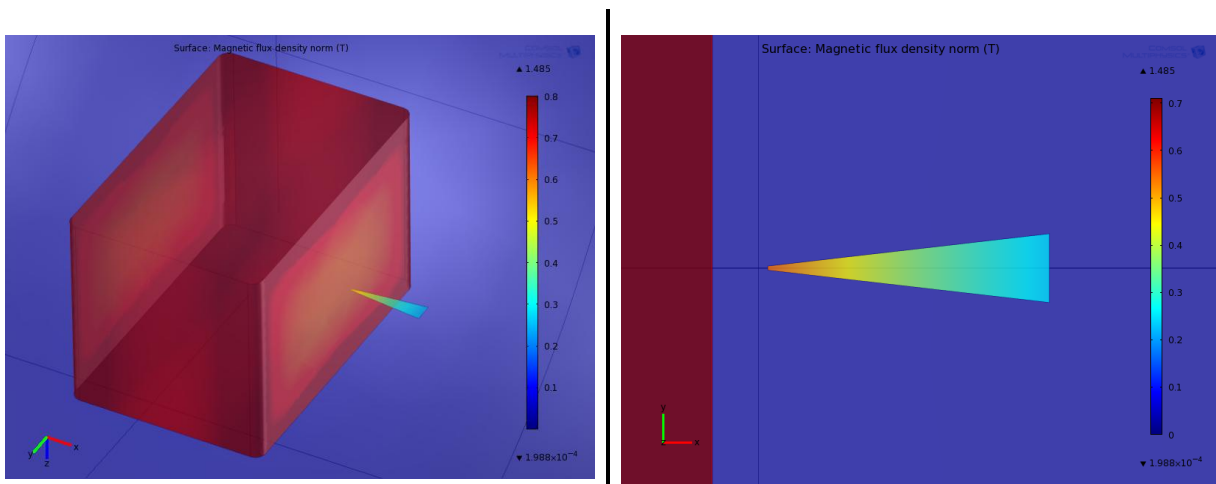 Surface: Magnetic flux density norm (T)
▲ 1.485
0.8
0.7
0.6
0.5
0.4
0.3
0.2
0.1
▼ 1.988×10⁻⁴
y
z
x
Surface: Magnetic flux density norm (T)
▲ 1.485
0.7
0.6
0.5
0.4
0.3
0.2
0.1
0
▼ 1.988×10⁻⁴
y
z
x